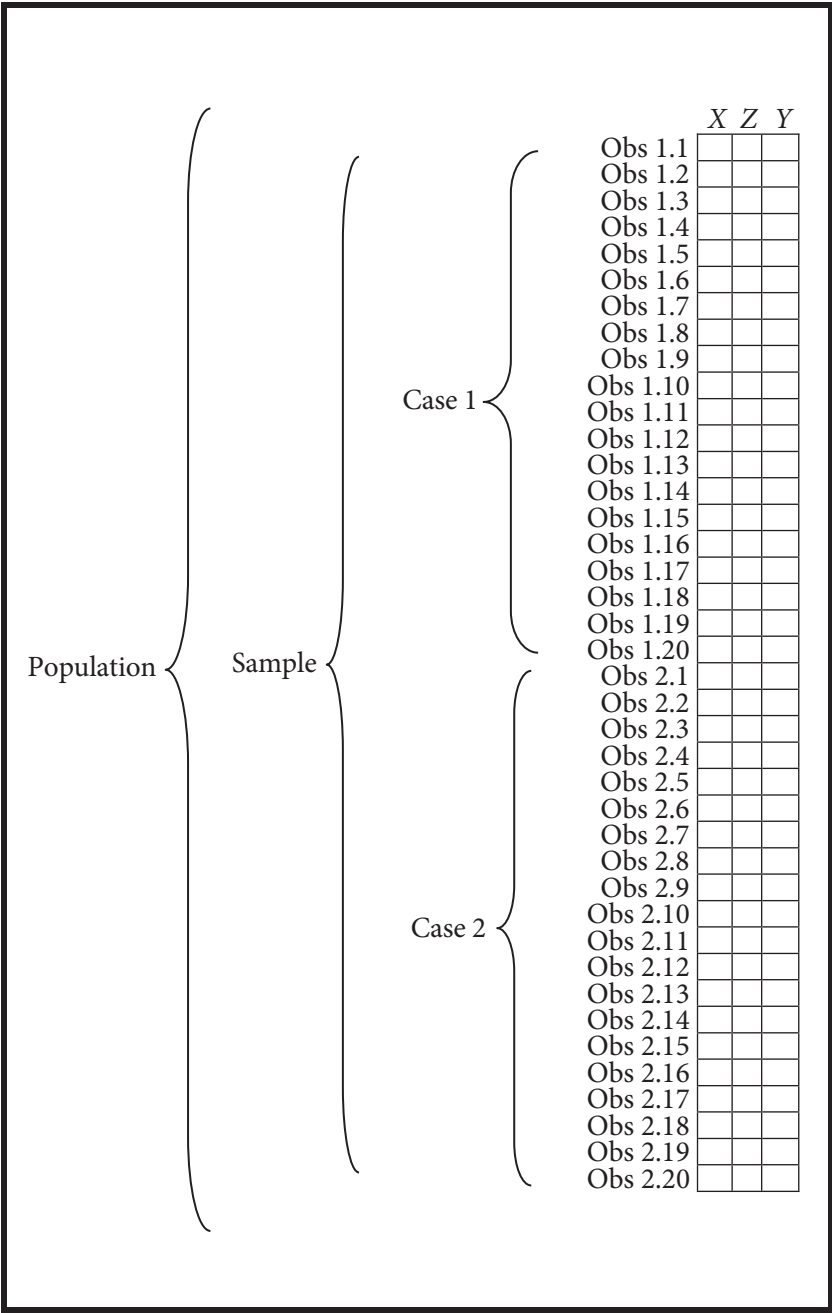 X Z Y
Obs 1.1
Obs 1.2
Obs 1.3
Obs 1.4
Obs 1.5
Obs 1.6
Obs 1.7
Obs 1.8
Obs 1.9
Obs 1.10
Case 1
Obs 1.11
Obs 1.12
Obs 1.13
Obs 1.14
Obs 1.15
Obs 1.16
Obs 1.17
Obs 1.18
Obs 1.19
Obs 1.20
Population
Sample
Obs 2.1
Obs 2.2
Obs 2.3
Obs 2.4
Obs 2.5
Obs 2.6
Obs 2.7
Obs 2.8
Obs 2.9
Obs 2.10
Case 2
Obs 2.11
Obs 2.12
Obs 2.13
Obs 2.14
Obs 2.15
Obs 2.16
Obs 2.17
Obs 2.18
Obs 2.19
Obs 2.20